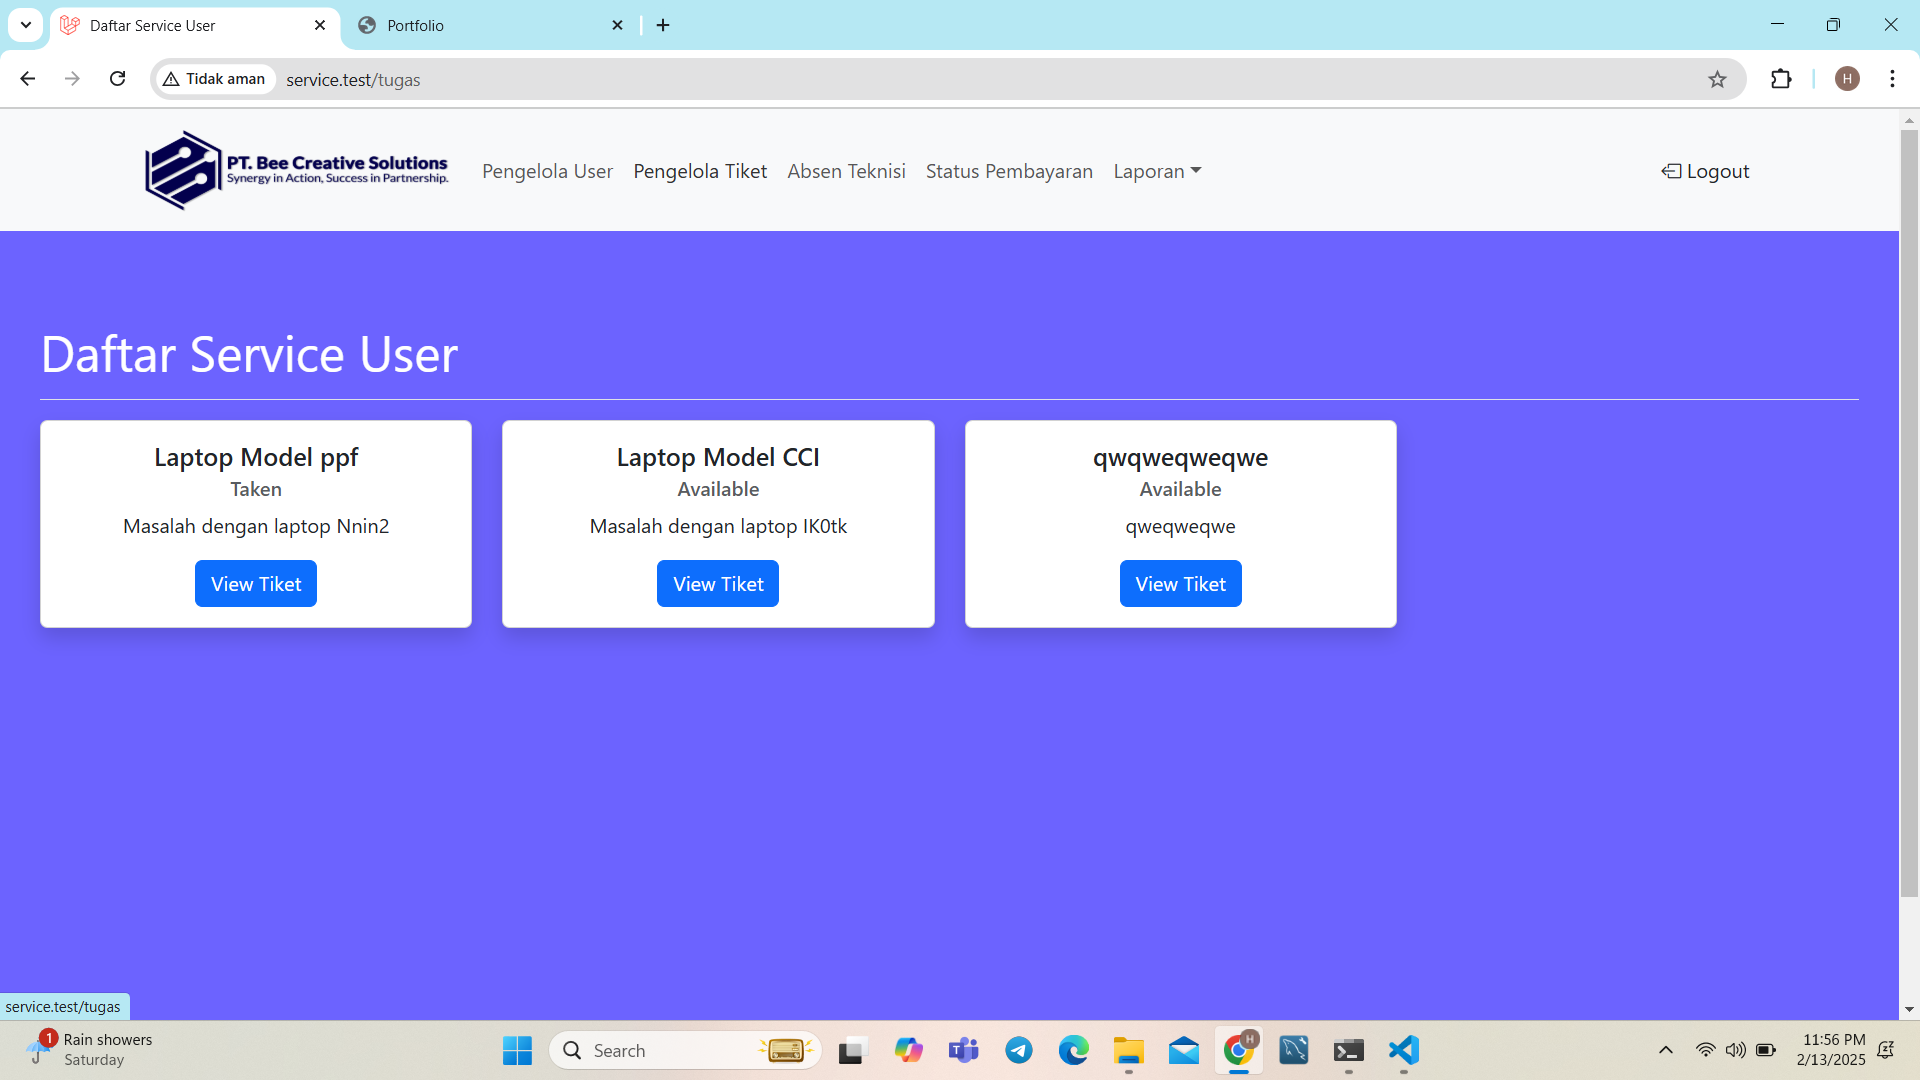 Daftar Service User
Portfolio
Tidak aman
service.test/tugas
H
PT. Bee Creative Solutions
Synergy in Action, Success in Partnership.
Pengelola User
Pengelola Tiket
Absen Teknisi
Status Pembayaran
Laporan
Logout
Daftar Service User
Laptop Model ppf
Taken
Masalah dengan laptop Nnin2
View Tiket
Laptop Model CCI
Available
Masalah dengan laptop IK0tk
View Tiket
qwqweqweqwe
Available
qweqweqwe
View Tiket
service.test/tugas
1
Rain showers
Saturday
Search
H
11:56 PM
2/13/2025